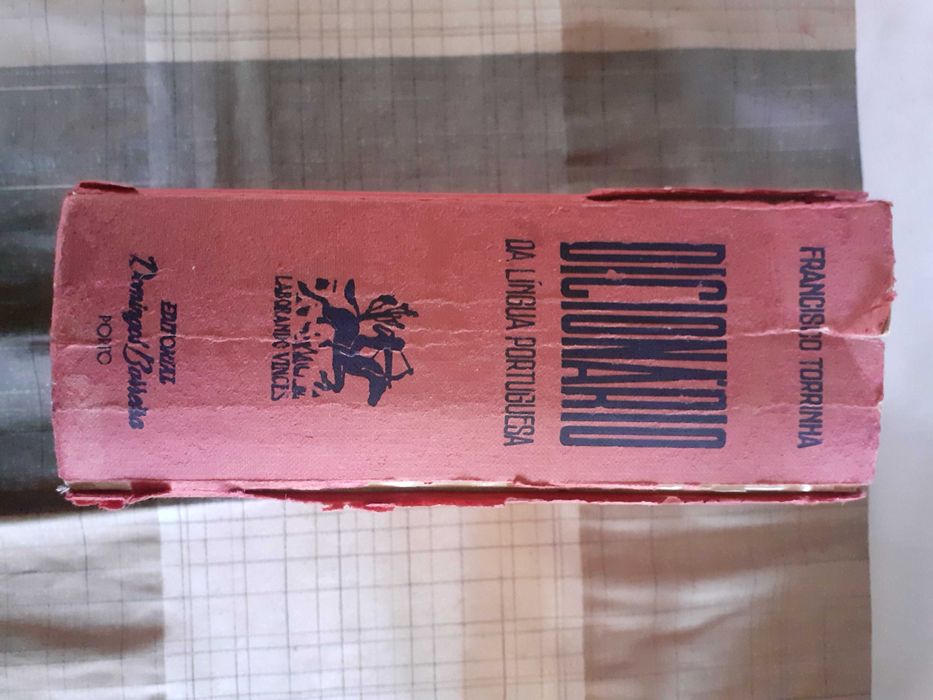 FRANCISCO TORRINHA
DICIONÁRIO
DA LÍNGUA PORTUGUESA
LABORANDO VINCES
EDITORIAL
Domingos Barreira
PORTO